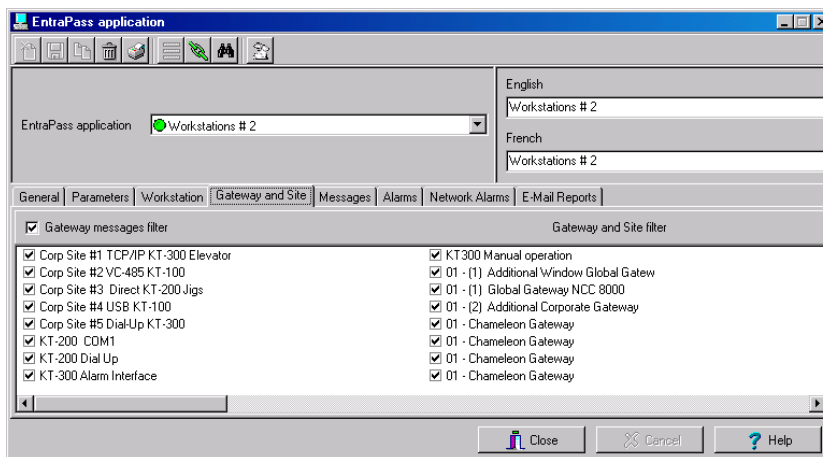 EntraPass application
EntraPass application
Workstations # 2
English
Workstations # 2
French
Workstations # 2
General Parameters Workstation Gateway and Site Messages Alarms Network Alarms E-Mail Reports
Gateway messages filter
Gateway and Site filter
Corp Site #1 TCP/IP KT-300 Elevator
Corp Site #2 VC-485 KT-100
Corp Site #3 Direct KT-200 Jigs
Corp Site #4 USB KT-100
Corp Site #5 Dial-Up KT-300
KT-200 COM1
KT-200 Dial Up
KT-300 Alarm Interface
KT300 Manual operation
01 - (1) Additional Window Global Gatew
01 - (1) Global Gateway NCC 8000
01 - (2) Additional Corporate Gateway
01 - Chameleon Gateway
01 - Chameleon Gateway
01 - Chameleon Gateway
01 - Chameleon Gateway
Close Cancel Help